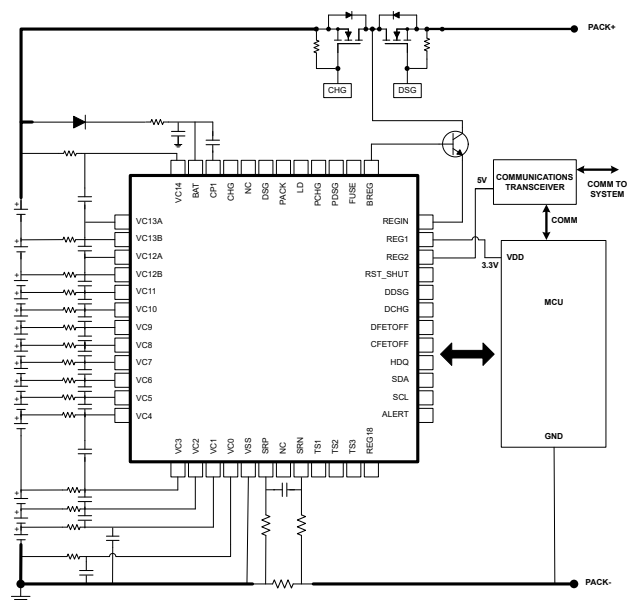 PACK+
CHG
DSG
VC14
BAT
CP1
CHG
NC
DSG
PACK
LD
PCHG
PDSG
FUSE
BREG
5V
COMMUNICATIONS
TRANSCEIVER
COMM TO
SYSTEM
COMM
VC13A
VC13B
VC12A
VC12B
VC11
VC10
VC9
VC8
VC7
VC6
VC5
VC4
REGIN
REG1
REG2
RST_SHUT
DDSG
DCHG
DFETOFF
CFETOFF
HDQ
SDA
SCL
ALERT
3.3V
VDD
MCU
GND
VC3
VC2
VC1
VC0
VSS
SRP
NC
SRN
TS1
TS2
TS3
REG18
PACK-
+
+
+
+
+
+
+
+
+
+
+
+
+
+